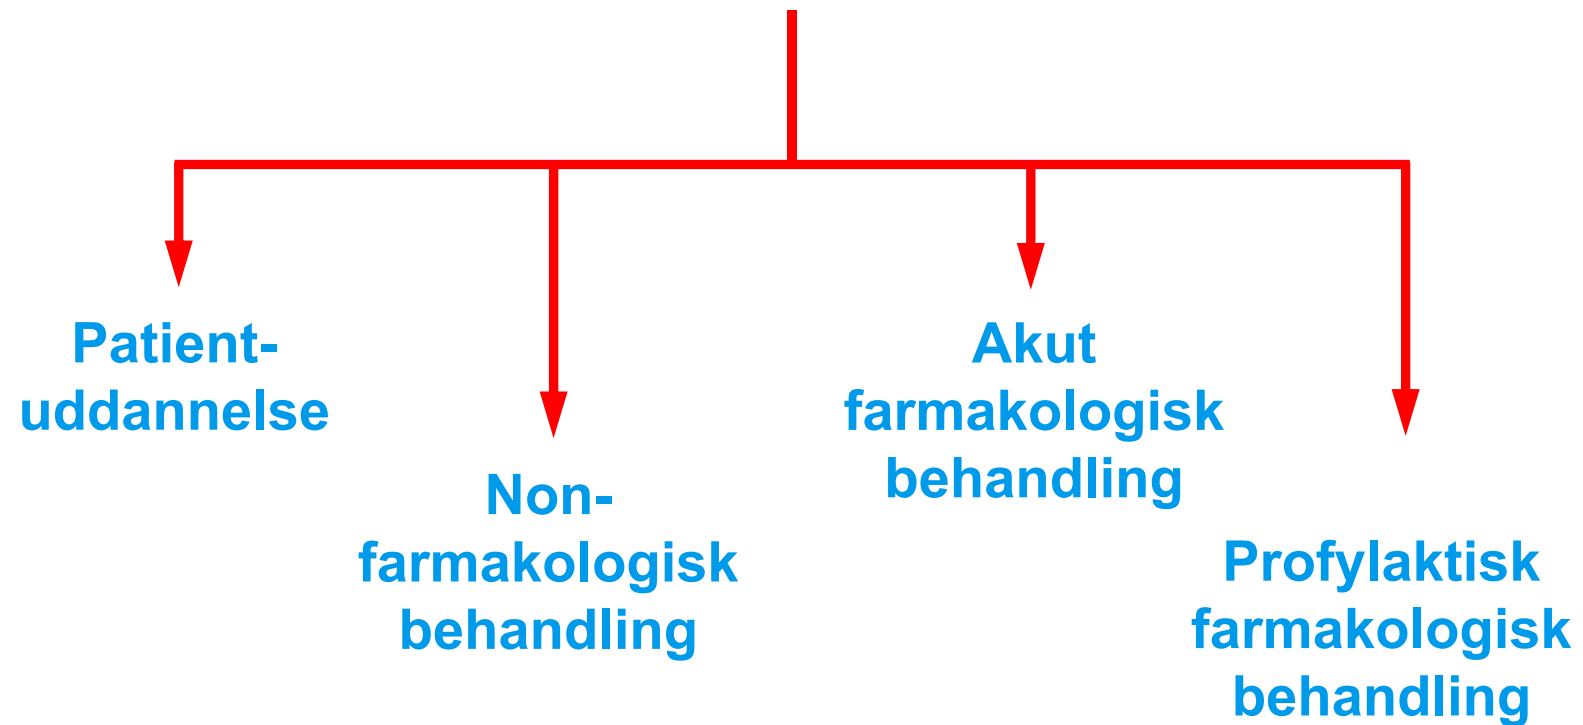 Patient-
uddannelse
Non-
farmakologisk
behandling
Akut
farmakologisk
behandling
Profylaktisk
farmakologisk
behandling